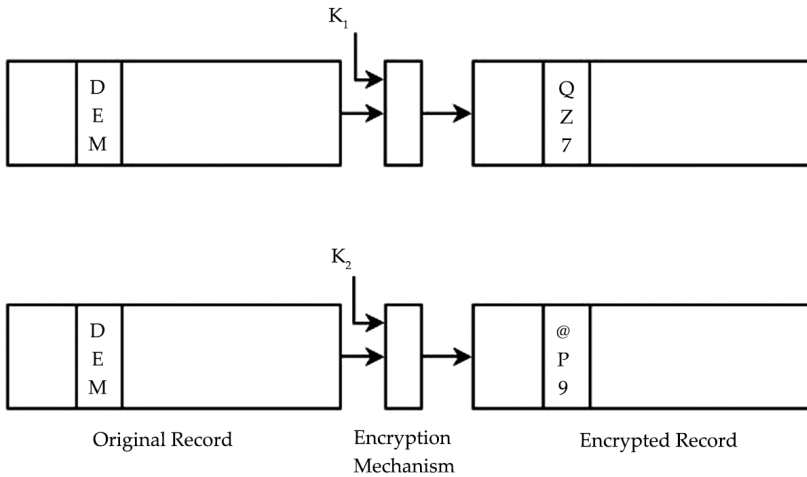 K₁
D
E
M
Q
Z
7
K₂
D
E
M
@
P
9
Original Record
Encryption
Mechanism
Encrypted Record